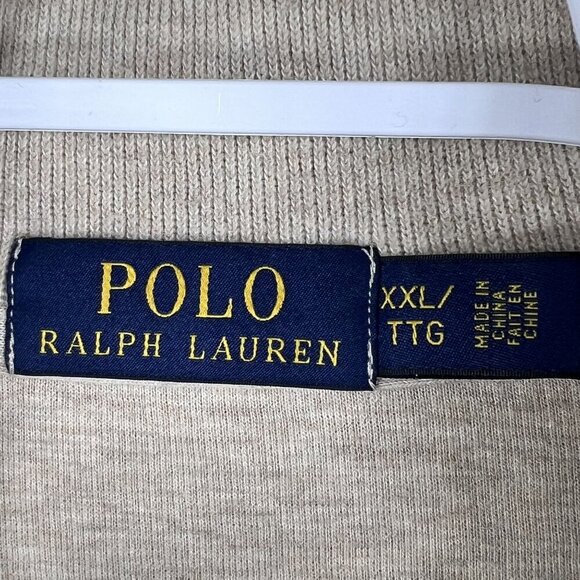 POLO
RALPH LAUREN
XXL/
TTG
MADE IN
CHINA
FAIT EN
CHINE